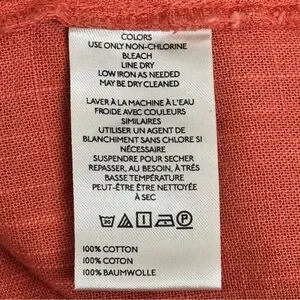 COLORS
USE ONLY NON-CHLORINE
BLEACH
LINE DRY
LOW IRON AS NEEDED
MAY BE DRY CLEANED
LAVER À LA MACHINE À L'EAU
FROIDE AVEC COULEURS
SIMILAIRES
UTILISER UN AGENT DE
BLANCHIMENT SANS CHLORE SI
NÉCESSAIRE
SUSPENDRE POUR SÉCHER
REPASSER, AU BESOIN, À TRÈS
BASSE TEMPÉRATURE
PEUT-ÊTRE ÊTRE NETTOYÉE
À SEC
30 P
100% COTTON
100% COTON
100% BAUMWOLLE